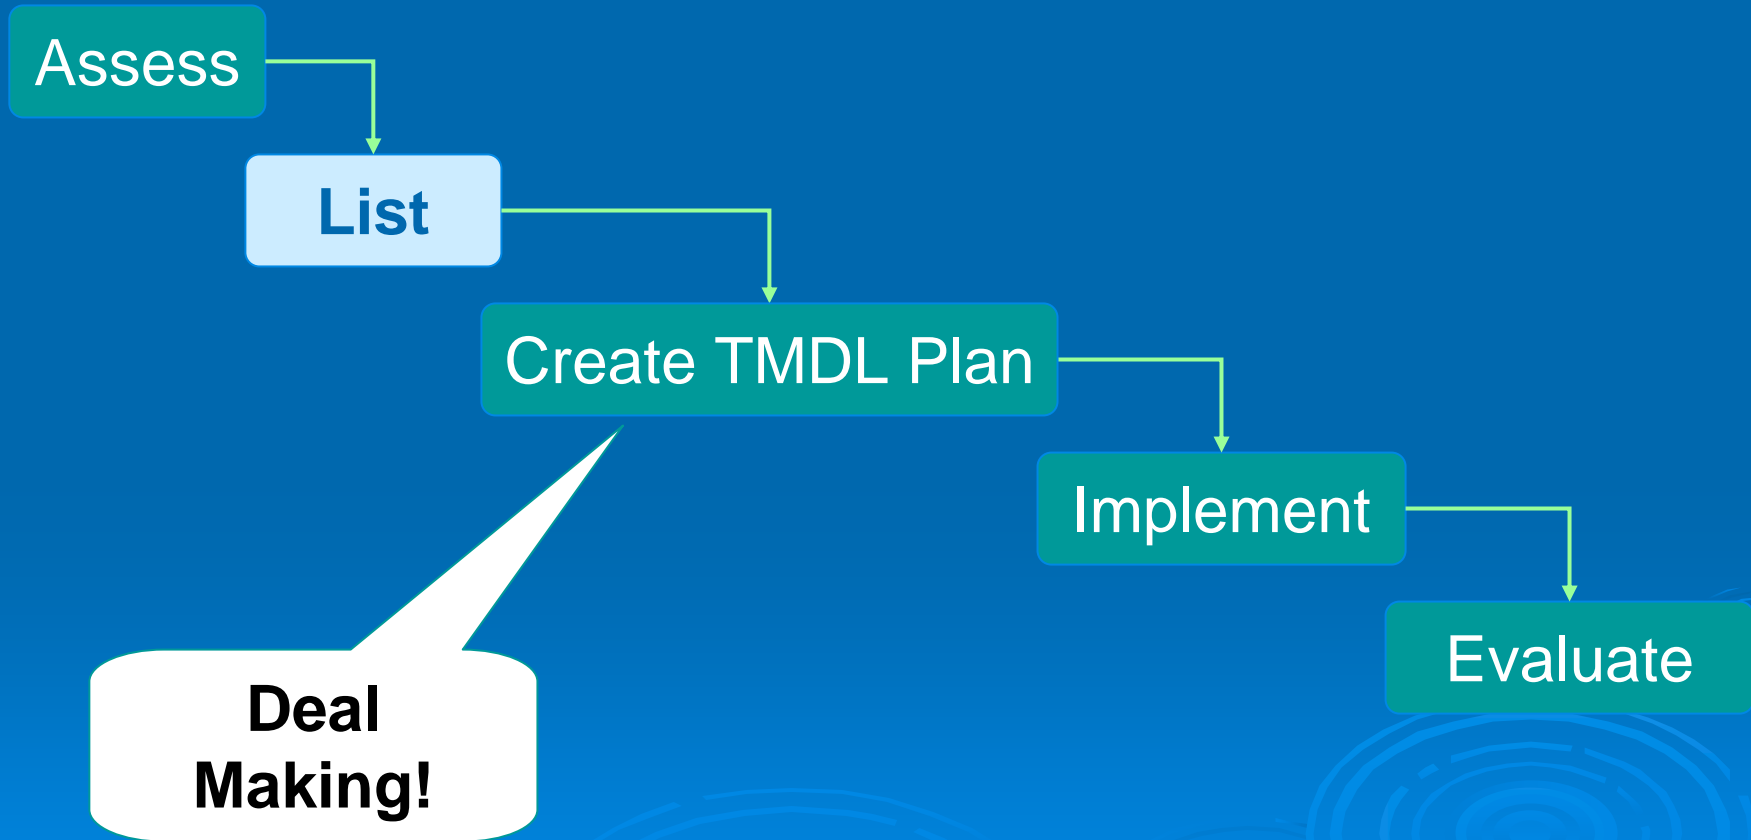 Assess
List
Create TMDL Plan
Implement
Evaluate
Deal
Making!